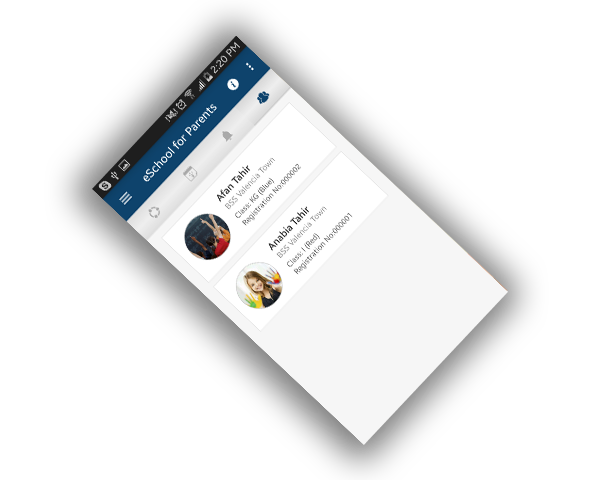 2:20 PM
eSchool for Parents
Afan Tahir
BSS Valencia Town
Class: KG (Blue)
Registration No:000002
Anabia Tahir
BSS Valencia Town
Class: I (Red)
Registration No:000001